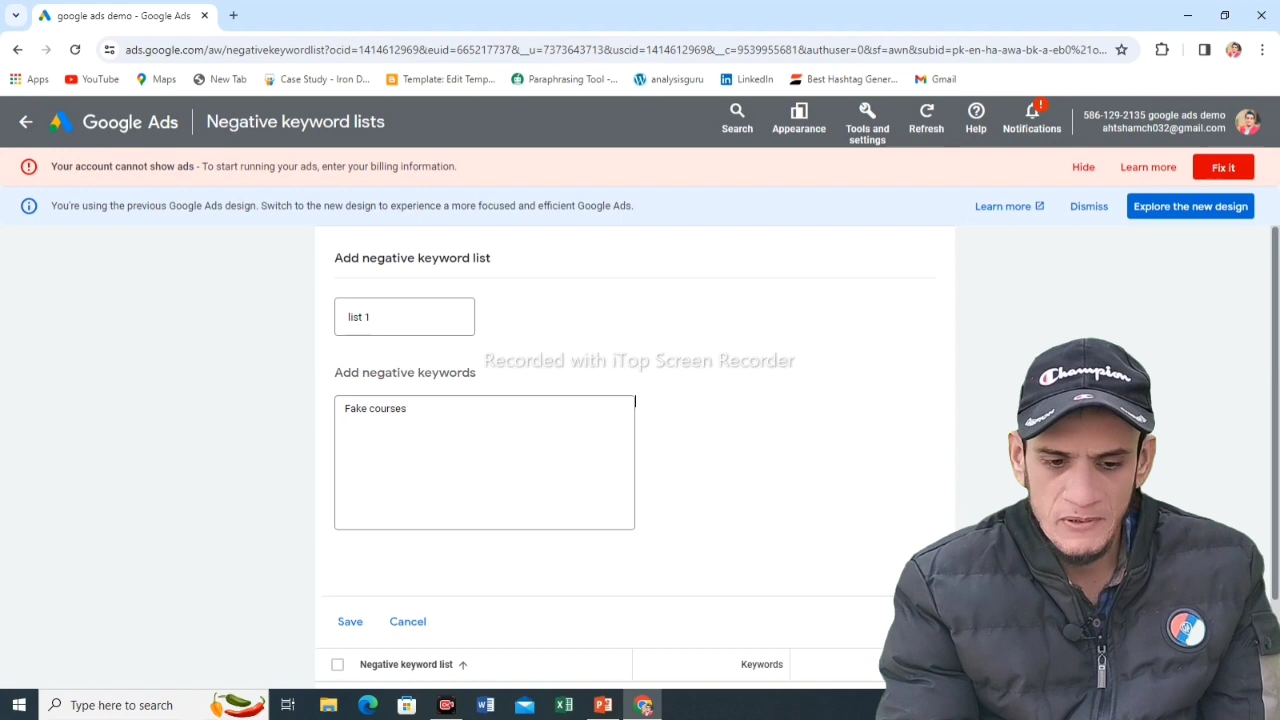 google ads demo - Google Ads
ads.google.com/aw/negativekeywordlist?ocid=1414612969&euid=665217737&__u=7373643713&uscid=1414612969&__c=9539955681&authuser=0&sf=awn&subid=pk-en-ha-awa-bk-a-eb0%21o...
Apps YouTube Maps New Tab Case Study - Iron D... Template: Edit Temp... Paraphrasing Tool -... analysisguru LinkedIn Best Hashtag Gener... Gmail
Google Ads Negative keyword lists
Search Appearance Tools and settings Refresh Help Notifications
586-129-2135 google ads demo
ahtshamch032@gmail.com
Your account cannot show ads - To start running your ads, enter your billing information.
Hide Learn more Fix it
You're using the previous Google Ads design. Switch to the new design to experience a more focused and efficient Google Ads.
Learn more Dismiss Explore the new design
Add negative keyword list
list 1
Recorded with iTop Screen Recorder
Add negative keywords
Champion
Fake courses
Save Cancel
Negative keyword list Keywords
Type here to search